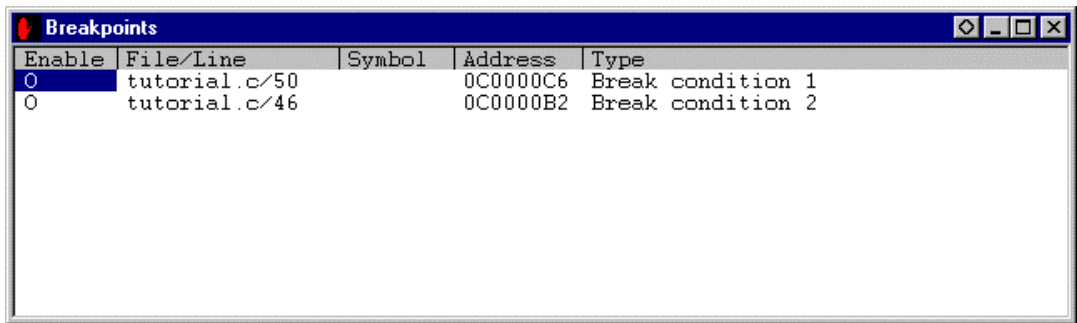 Breakpoints
Enable File/Line Symbol Address Type
O tutorial.c/50 0C0000C6 Break condition 1
O tutorial.c/46 0C0000B2 Break condition 2